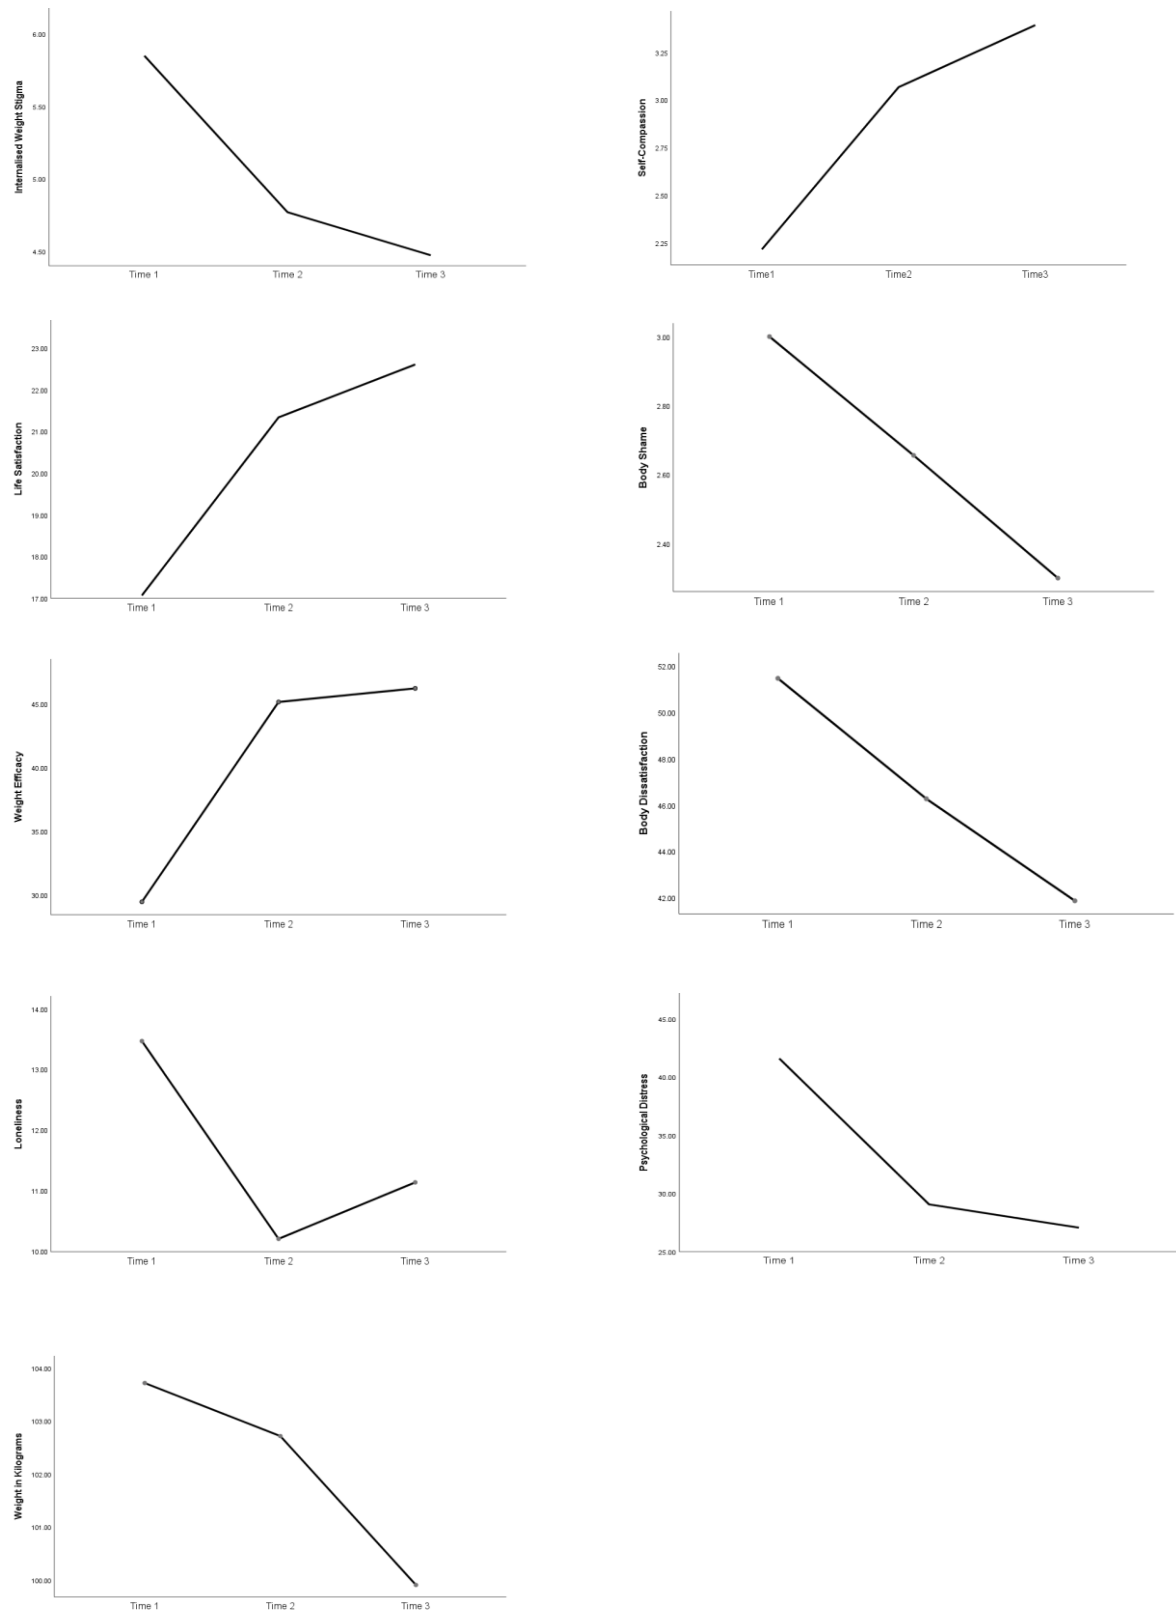 Internalised Weight Stigma
6.00
5.50
5.00
4.50
Time 1 Time 2 Time 3
Self-Compassion
3.25
3.00
2.75
2.50
2.25
Time1 Time2 Time3
Life Satisfaction
23.00
22.00
21.00
20.00
19.00
18.00
17.00
Time 1 Time 2 Time 3
Body Shame
3.00
2.80
2.60
2.40
Time 1 Time 2 Time 3
Weight Efficacy
45.00
40.00
35.00
30.00
Time 1 Time 2 Time 3
Body Dissatisfaction
52.00
50.00
48.00
46.00
44.00
42.00
Time 1 Time 2 Time 3
Loneliness
14.00
13.00
12.00
11.00
10.00
Time 1 Time 2 Time 3
Psychological Distress
45.00
40.00
35.00
30.00
25.00
Time 1 Time 2 Time 3
Weight in Kilograms
104.00
103.00
102.00
101.00
100.00
Time 1 Time 2 Time 3